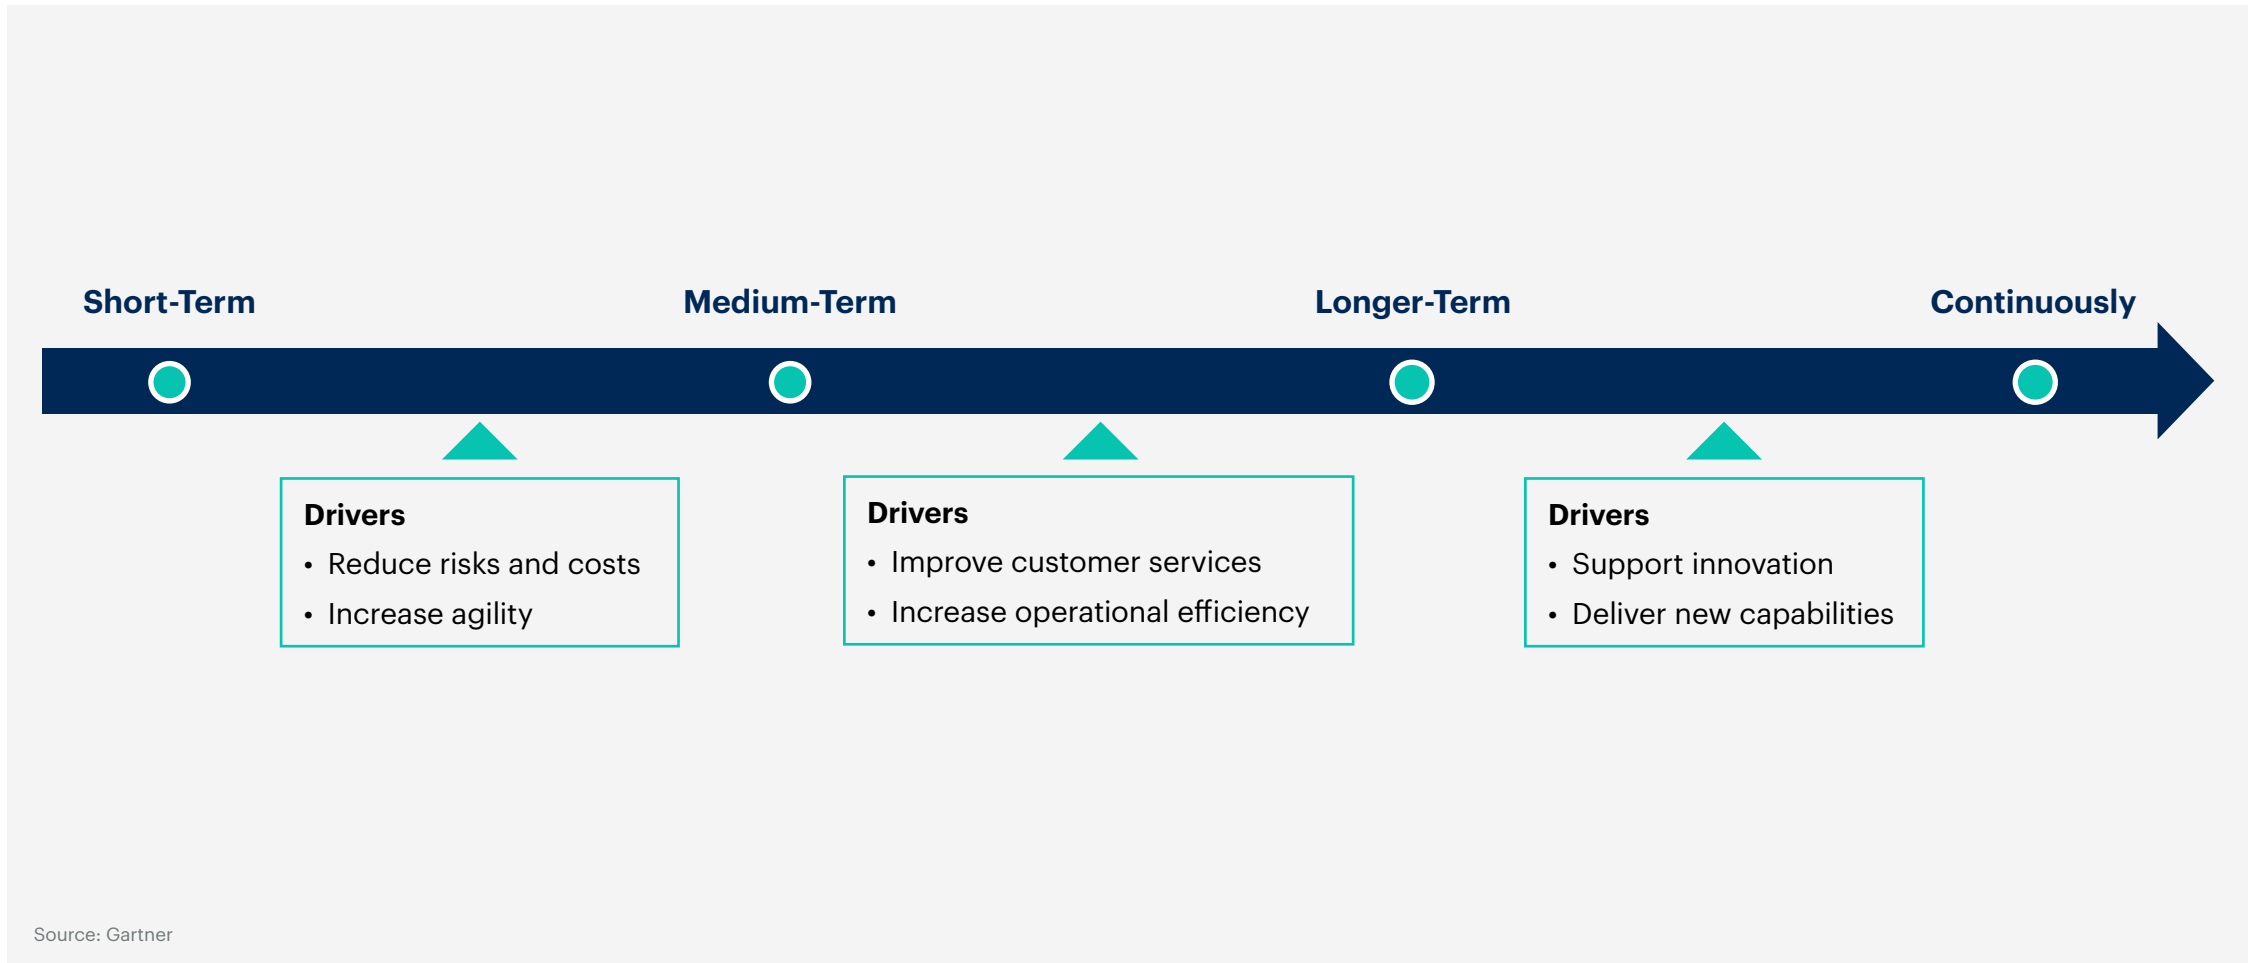 Short-Term
Medium-Term
Longer-Term
Continuously
Drivers
• Reduce risks and costs
• Increase agility
Drivers
• Improve customer services
• Increase operational efficiency
Drivers
• Support innovation
• Deliver new capabilities
Source: Gartner